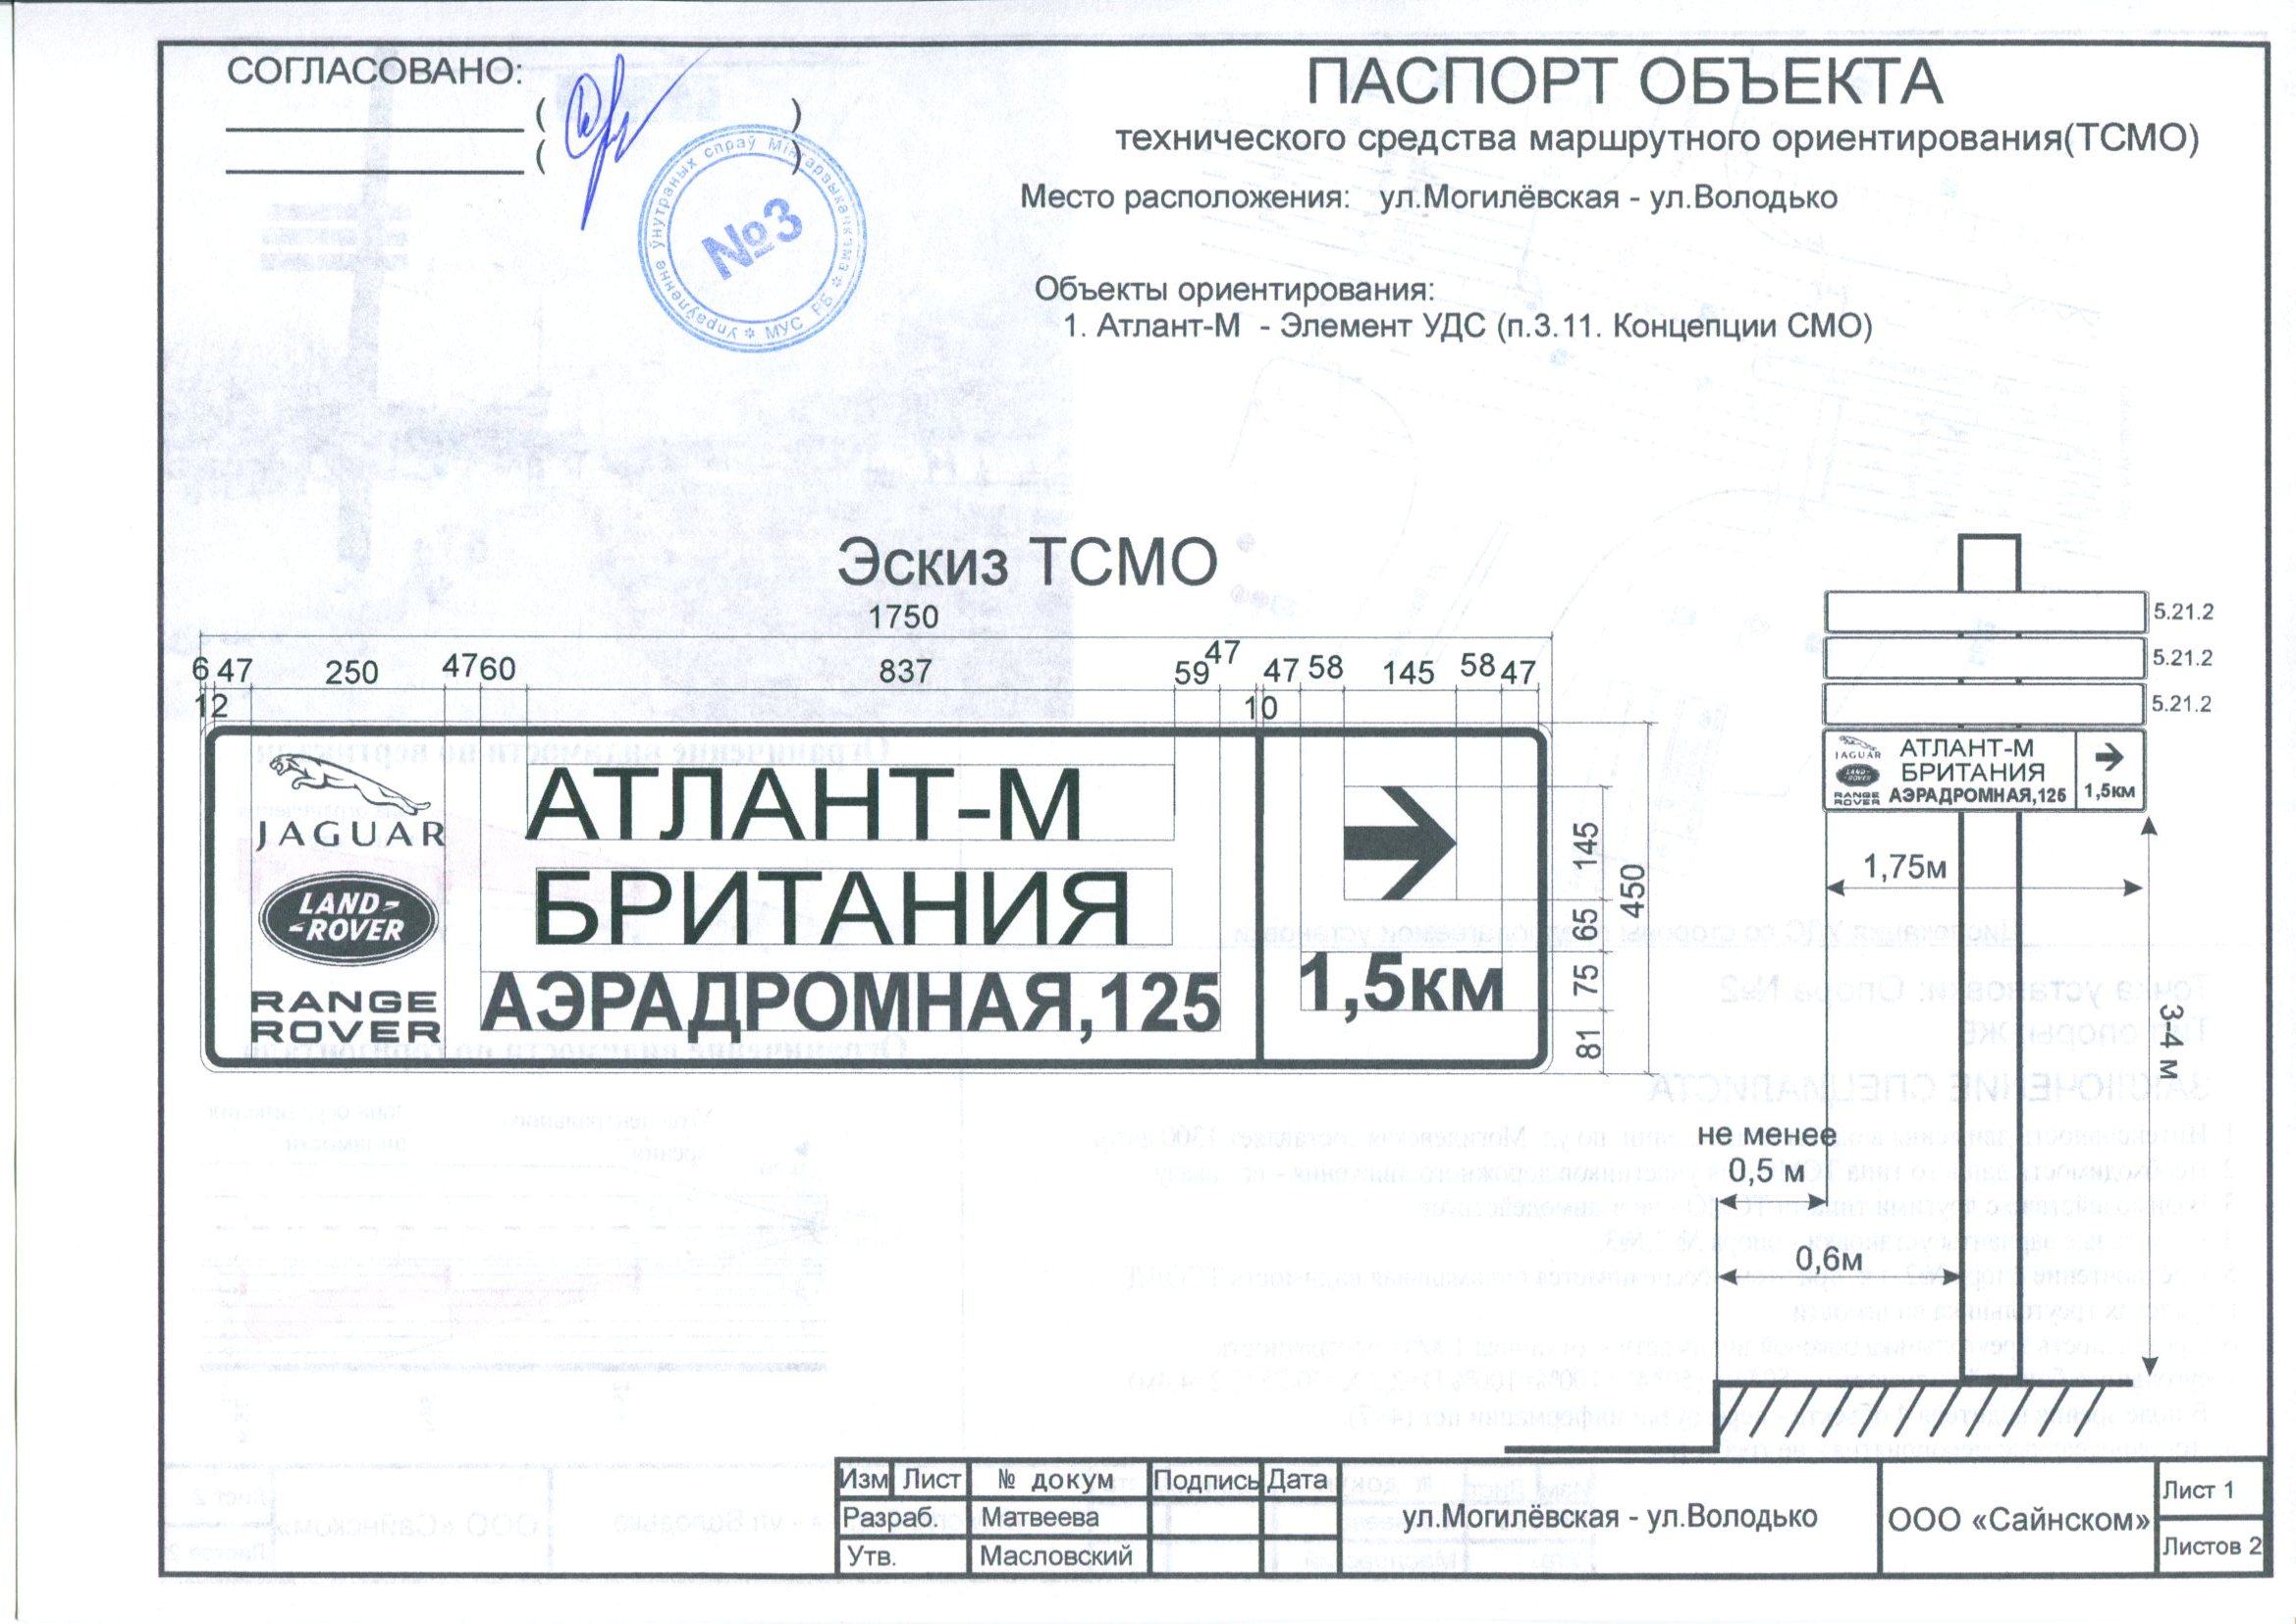 СОГЛАСОВАНО:
( )
( )
№3
Упраўленне ўнутраных спраў Мінгарвыканкама * МУС РБ *
ПАСПОРТ ОБЪЕКТА
технического средства маршрутного ориентирования(ТСМО)
Место расположения: ул.Могилёвская - ул.Володько
Объекты ориентирования:
1. Атлант-М - Элемент УДС (п.3.11. Концепции СМО)
Эскиз ТСМО
1750
6 47 250 47 60 837 59 47 47 58 145 58 47
12 10
JAGUAR
LAND-
-ROVER
RANGE
ROVER
АТЛАНТ-М
БРИТАНИЯ
АЭРАДРОМНАЯ,125
1,5км
145
65
75
81
450
5.21.2
5.21.2
5.21.2
JAGUAR
LAND-
-ROVER
RANGE
ROVER
АТЛАНТ-М
БРИТАНИЯ
АЭРАДРОМНАЯ,125
1,5км
1,75м
3-4 м
не менее
0,5 м
0,6м
Изм Лист № докум Подпись Дата
Разраб. Матвеева
Утв. Масловский
ул.Могилёвская - ул.Володько
ООО «Сайнском»
Лист 1
Листов 2